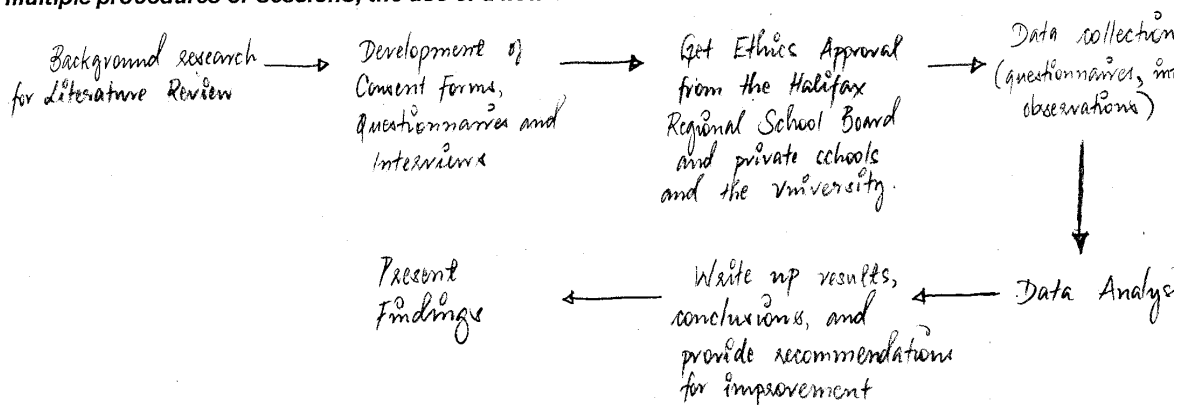 multiple procedures or sessions, the use of a
Background research
for Literature Review
Development of
Consent Forms,
Questionnaires and
Interviews
Get Ethics Approval
from the Halifax
Regional School Board
and private schools
and the University.
Data collection
(questionnaires, in
observations)
Data Analys
Write up results,
conclusions, and
provide recommendations
for improvement
Present
Findings